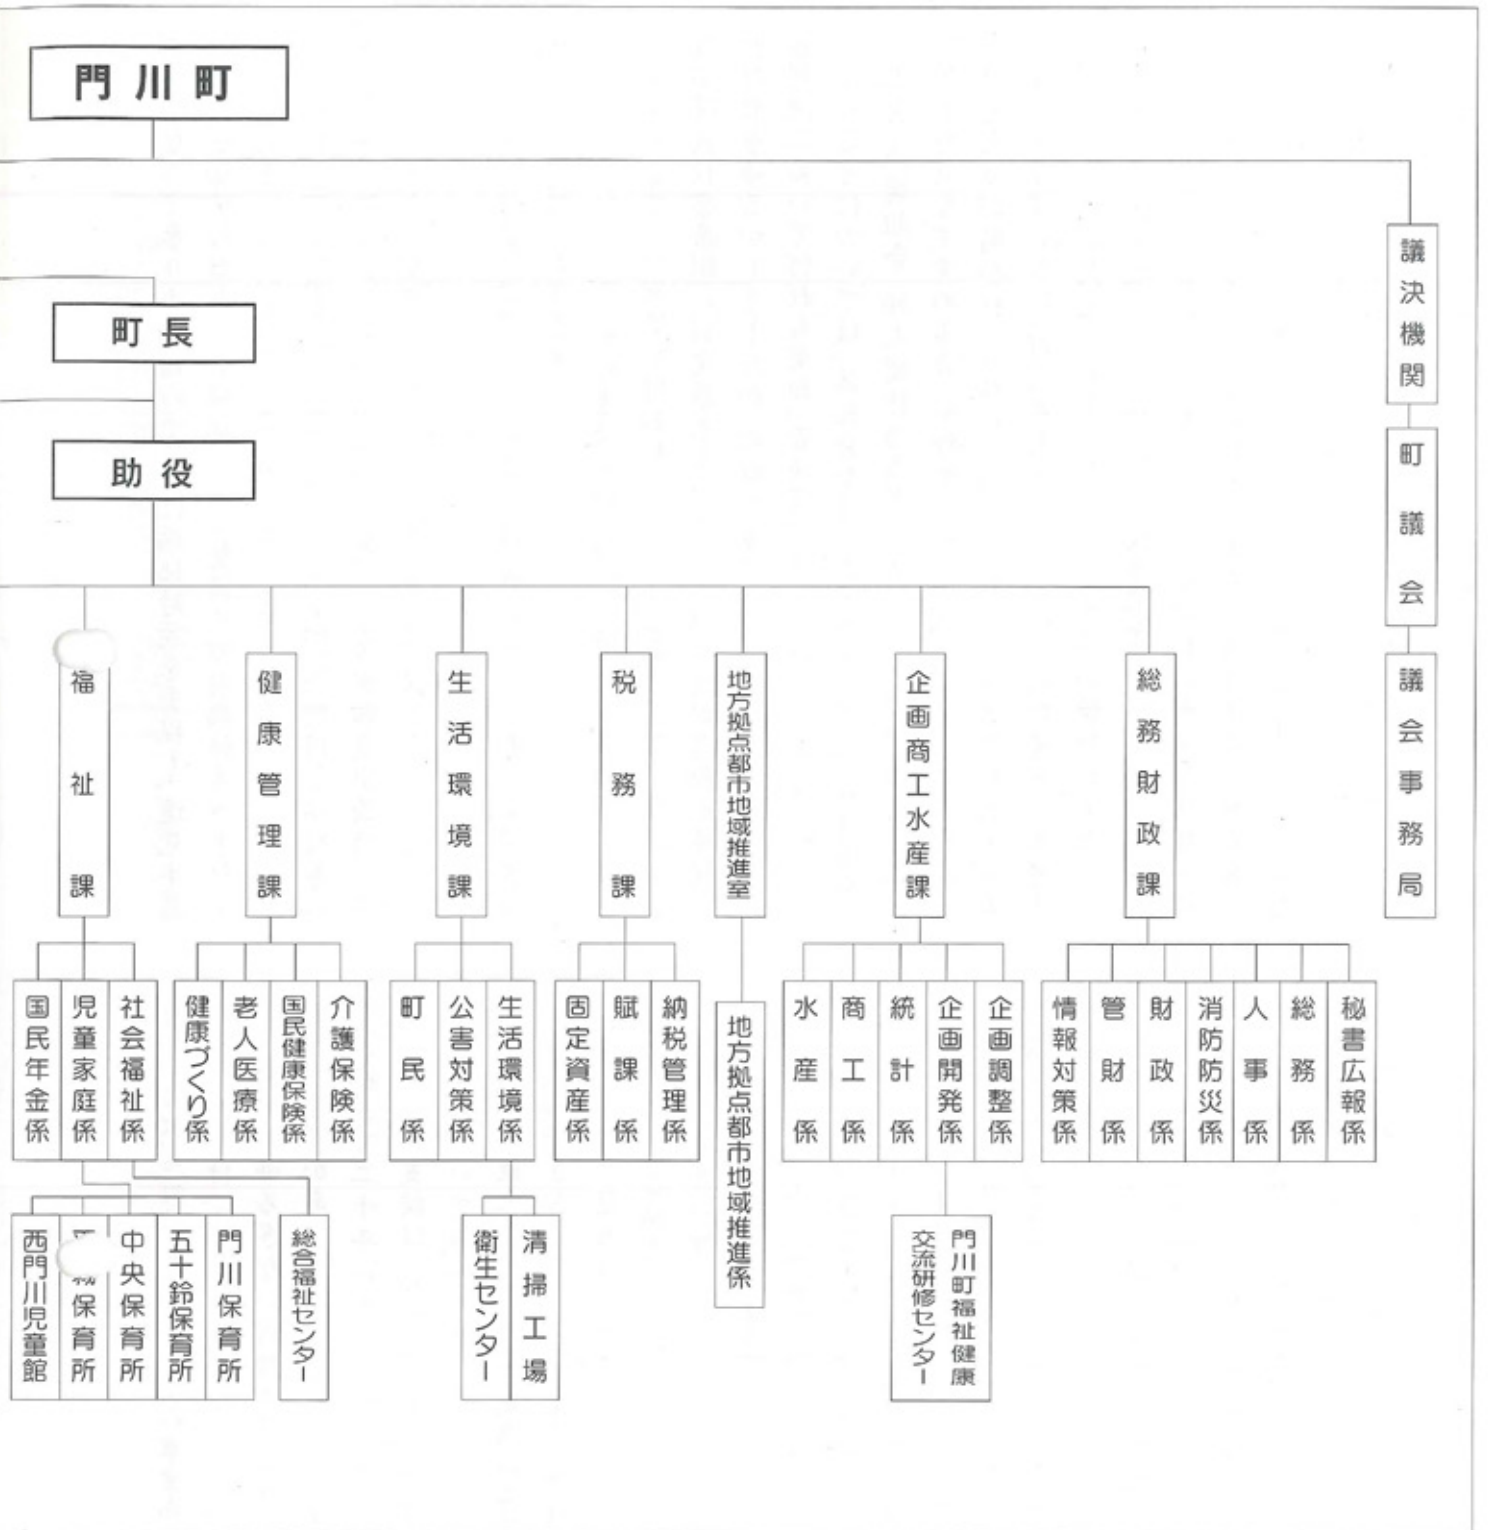 門川町
町長
助役
議決機関
町議会
議会事務局
総務財政課
企画商工水産課
地方拠点都市地域推進室
税務課
生活環境課
健康管理課
福祉課
秘書広報係
総務係
人事係
消防防災係
財政係
管財係
情報対策係
企画調整係
企画開発係
統計係
商工係
水産係
地方拠点都市地域推進係
納税管理係
賦課係
固定資産係
生活環境係
公害対策係
町民係
介護保険係
国民健康保険係
老人医療係
健康づくり係
社会福祉係
児童家庭係
国民年金係
門川町福祉健康
交流研修センター
清掃工場
衛生センター
総合福祉センター
門川保育所
五十鈴保育所
中央保育所
保育所
西門川児童館